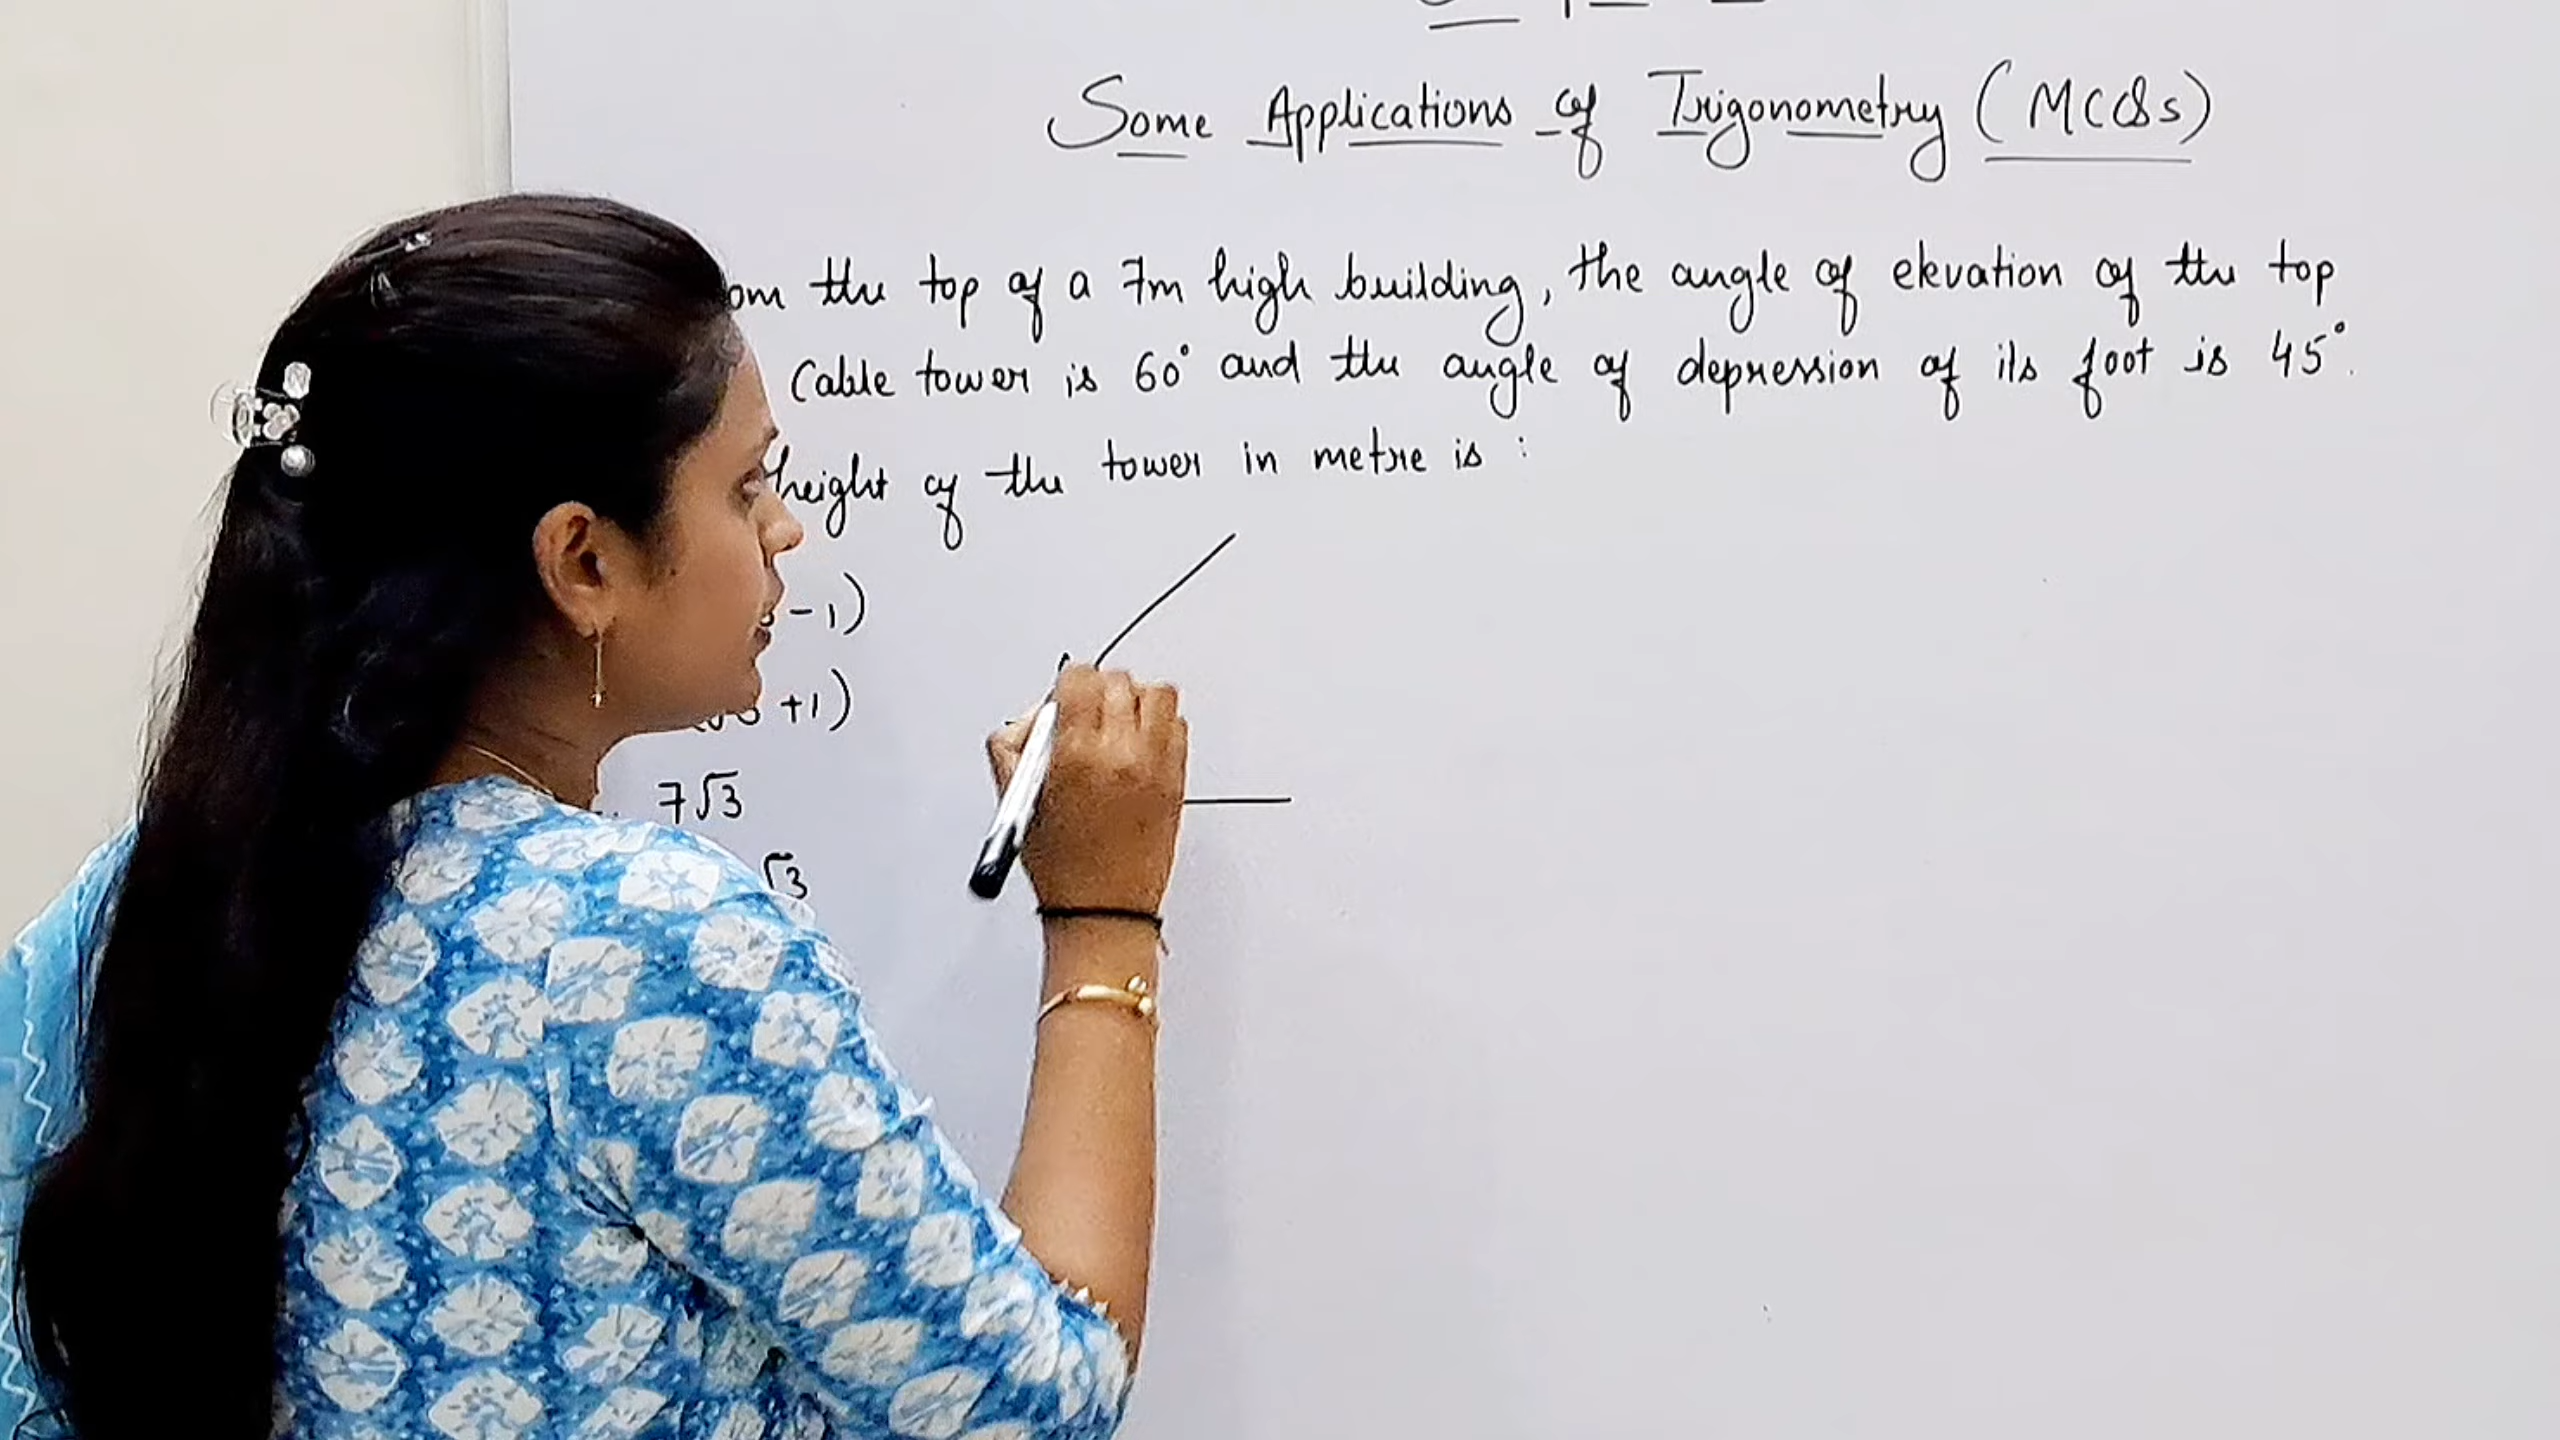 Some Applications of Trigonometry (MCQs)
om the top of a 7m high building, the angle of elevation of the top
Cable tower is 60° and the angle of depression of its foot is 45°.
height of the tower in metre is :
-1)
+1)
7√3
√3